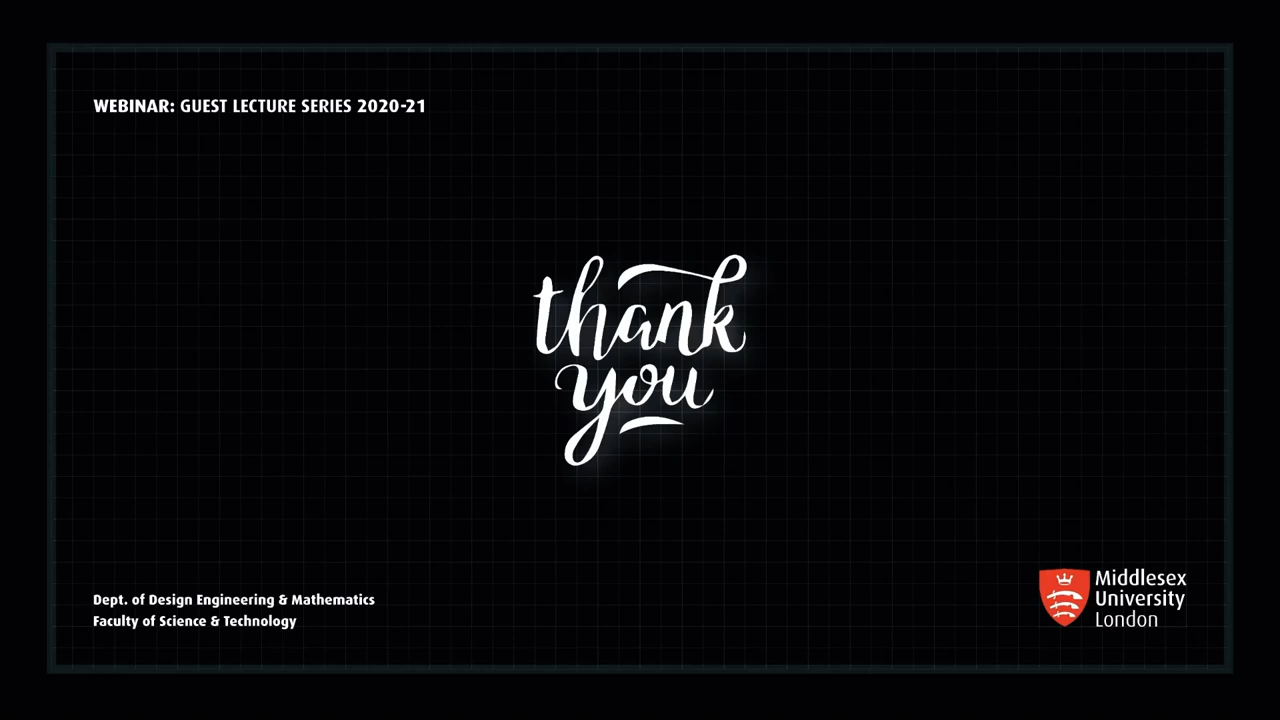 WEBINAR: GUEST LECTURE SERIES 2020-21
thank
you
Dept. of Design Engineering & Mathematics
Faculty of Science & Technology
Middlesex
University
London